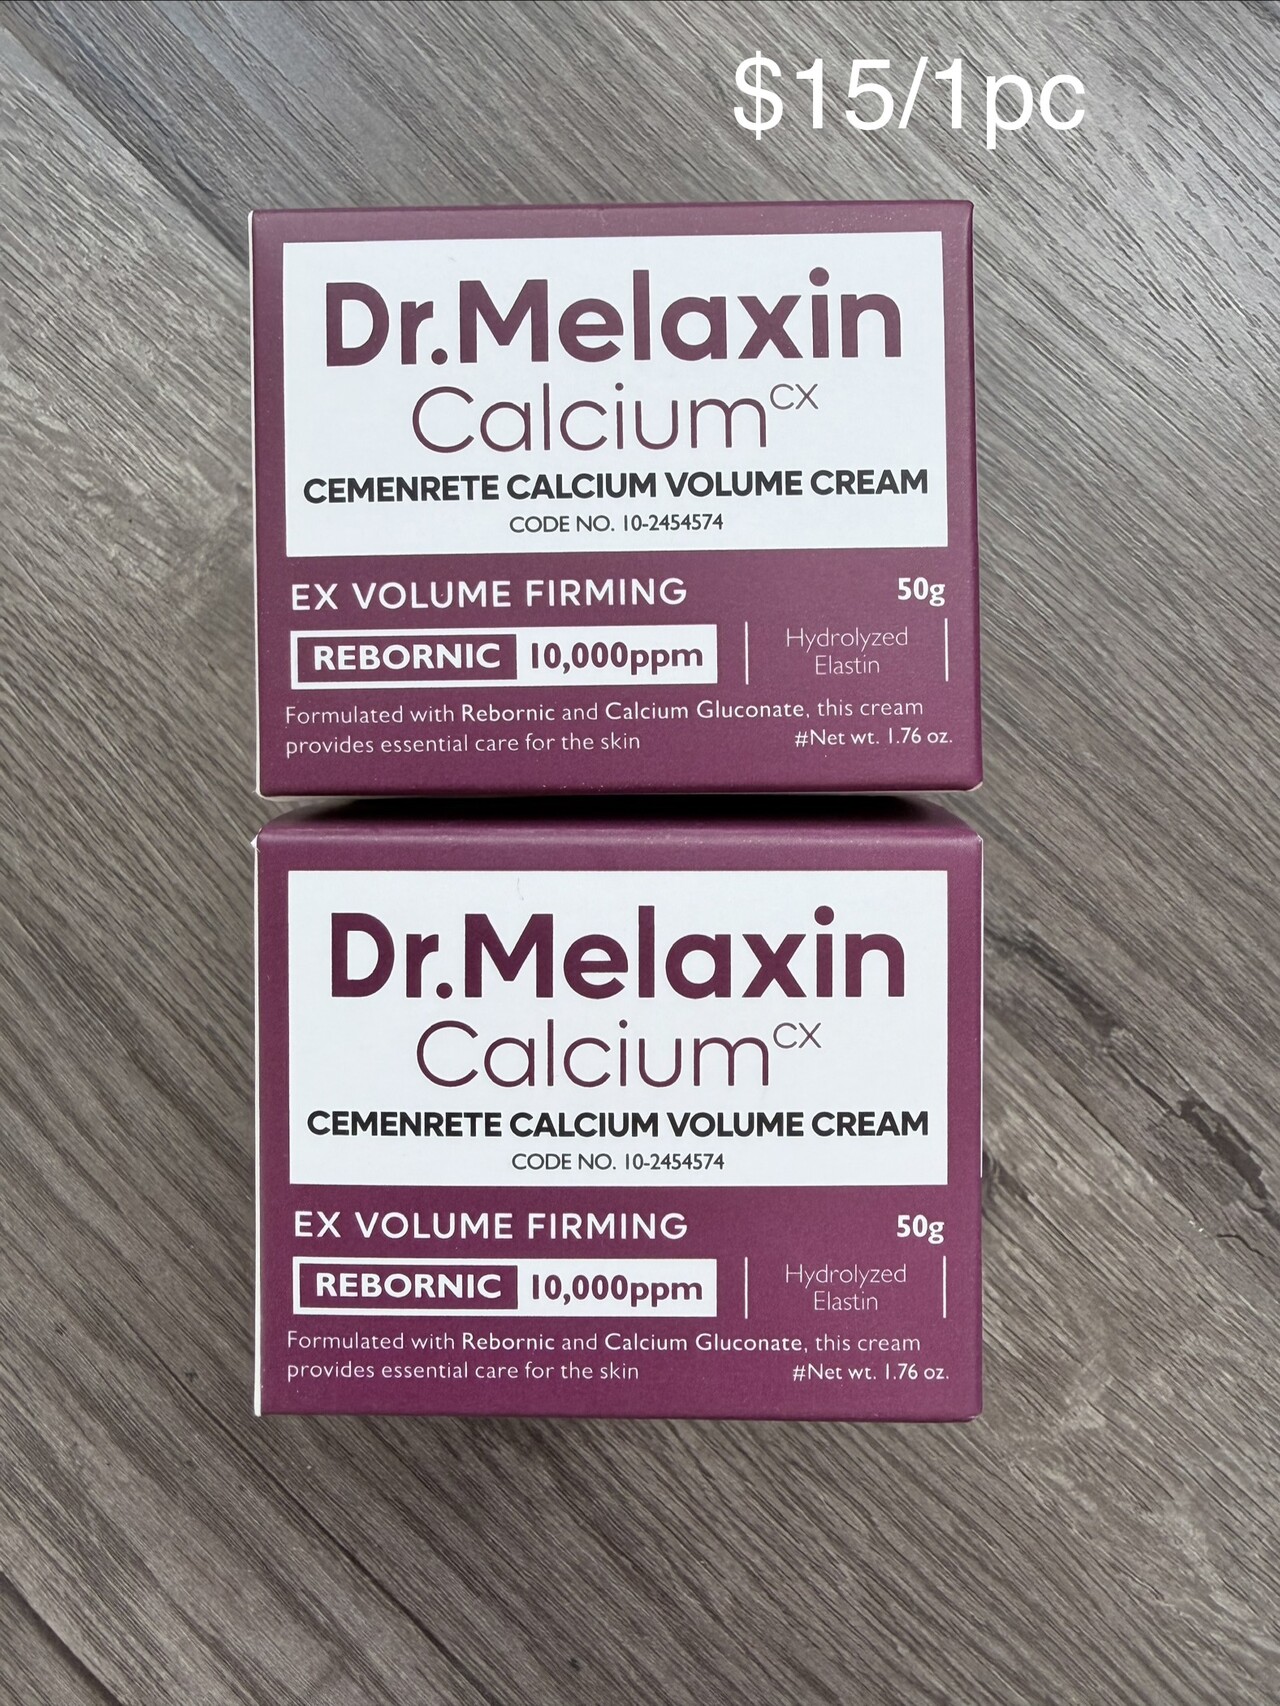 $15/1pc
Dr.Melaxin
Calcium CX
CEMENRETE CALCIUM VOLUME CREAM
CODE NO. 10-2454574
EX VOLUME FIRMING 50g
REBORNIC 10,000ppm
Hydrolyzed
Elastin
Formulated with Rebornic and Calcium Gluconate, this cream
provides essential care for the skin #Net wt. 1.76 oz.
Dr.Melaxin
Calcium CX
CEMENRETE CALCIUM VOLUME CREAM
CODE NO. 10-2454574
EX VOLUME FIRMING 50g
REBORNIC 10,000ppm
Hydrolyzed
Elastin
Formulated with Rebornic and Calcium Gluconate, this cream
provides essential care for the skin #Net wt. 1.76 oz.